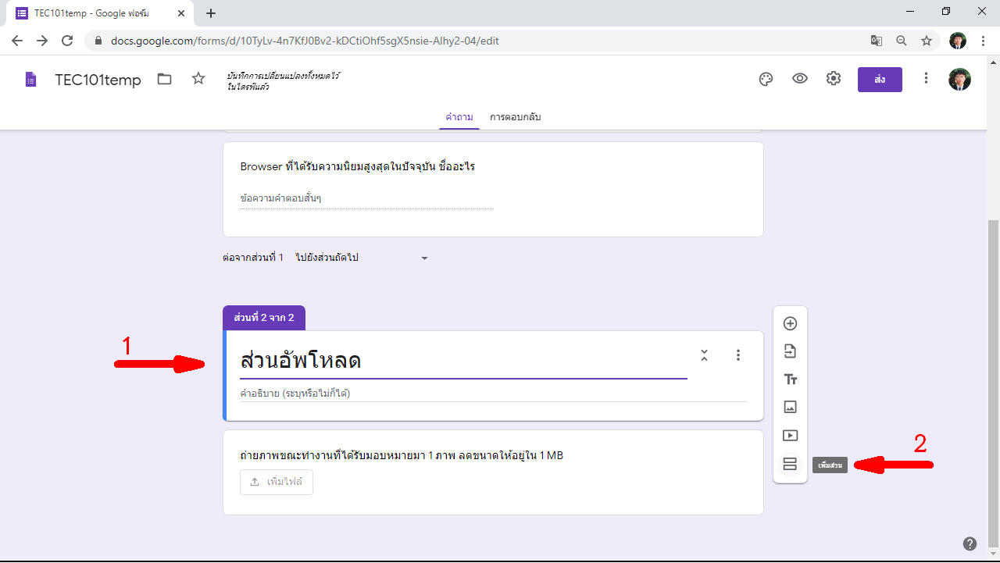 TEC101temp - Google ฟอร์ม
docs.google.com/forms/d/10TyLv-4n7KfJ0Bv2-kDCtiOhf5sgX5nsie-Alhy2-04/edit
TEC101temp
บันทึกการเปลี่ยนแปลงทั้งหมดไว้
ในไดรฟ์แล้ว
ส่ง
คำถาม
การตอบกลับ
Browser ที่ได้รับความนิยมสูงสุดในปัจจุบัน ชื่ออะไร
ข้อความคำตอบสั้นๆ
ต่อจากส่วนที่ 1 ไปยังส่วนถัดไป
ส่วนที่ 2 จาก 2
1
ส่วนอัพโหลด
คำอธิบาย (ระบุหรือไม่ก็ได้)
ถ่ายภาพขณะทำงานที่ได้รับมอบหมายมา 1 ภาพ ลดขนาดให้อยู่ใน 1 MB
เพิ่มไฟล์
2
เพิ่มส่วน